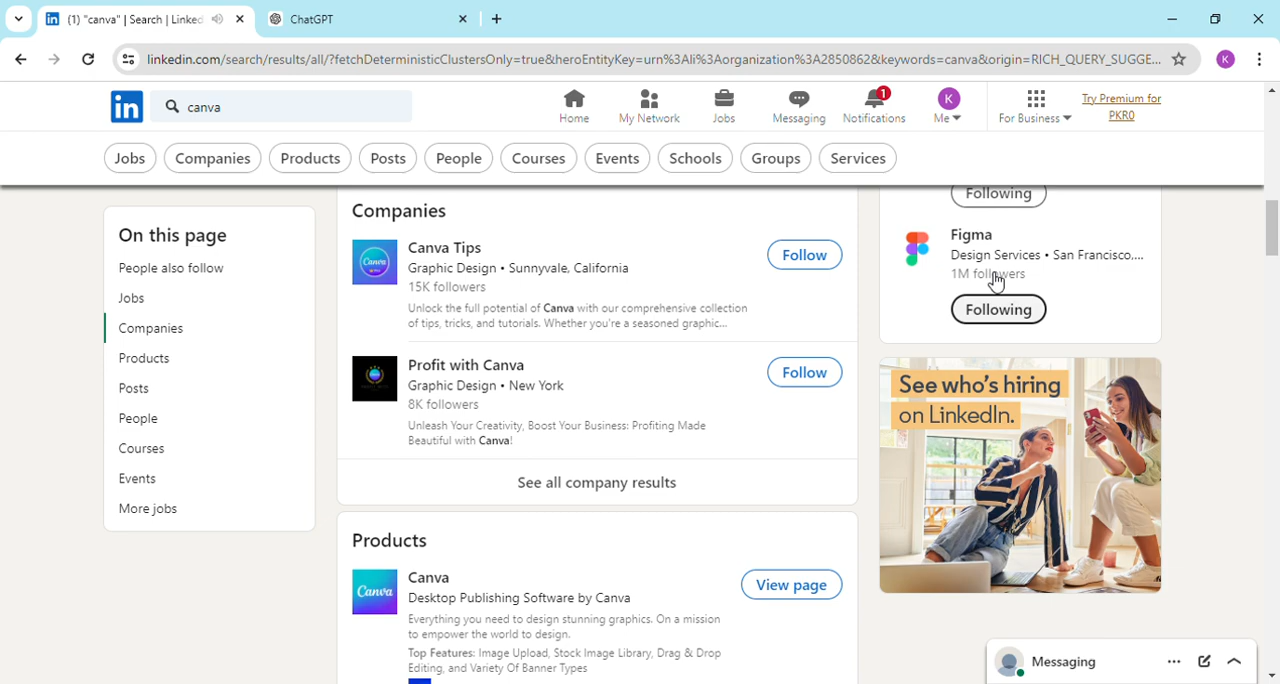 (1) "canva" | Search | Linked
ChatGPT
linkedin.com/search/results/all/?fetchDeterministicClustersOnly=true&heroEntityKey=urn%3Ali%3Aorganization%3A2850862&keywords=canva&origin=RICH_QUERY_SUGGE...
K
in
canva
Home
My Network
Jobs
Messaging
1
Notifications
K
Me
For Business
Try Premium for
PKR0
Jobs
Companies
Products
Posts
People
Courses
Events
Schools
Groups
Services
On this page
People also follow
Jobs
Companies
Products
Posts
People
Courses
Events
More jobs
Companies
Canva
Canva Tips
Graphic Design • Sunnyvale, California
15K followers
Unlock the full potential of Canva with our comprehensive collection
of tips, tricks, and tutorials. Whether you're a seasoned graphic...
Follow
Profit with Canva
Graphic Design • New York
8K followers
Unleash Your Creativity, Boost Your Business: Profiting Made
Beautiful with Canva!
Follow
See all company results
Products
Canva
Canva
Desktop Publishing Software by Canva
Everything you need to design stunning graphics. On a mission
to empower the world to design.
Top Features: Image Upload, Stock Image Library, Drag & Drop
Editing, and Variety Of Banner Types
View page
Following
Figma
Design Services • San Francisco,...
1M followers
Following
See who's hiring
on LinkedIn.
Messaging